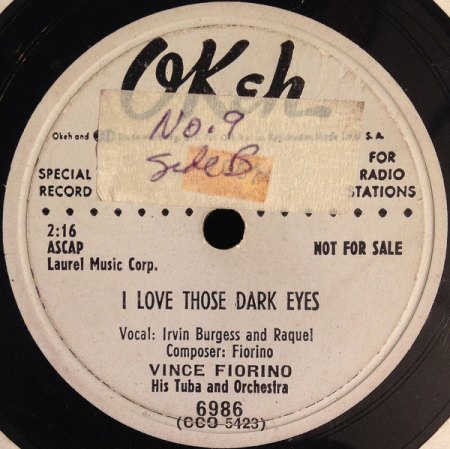 OKeh
Okeh and
S. A.
No. 9
Side B
SPECIAL
RECORD
FOR
RADIO
STATIONS
2:16
ASCAP
Laurel Music Corp.
NOT FOR SALE
I LOVE THOSE DARK EYES
Vocal: Irvin Burgess and Raquel
Composer: Fiorino
VINCE FIORINO
His Tuba and Orchestra
6986
(CCO 5423)